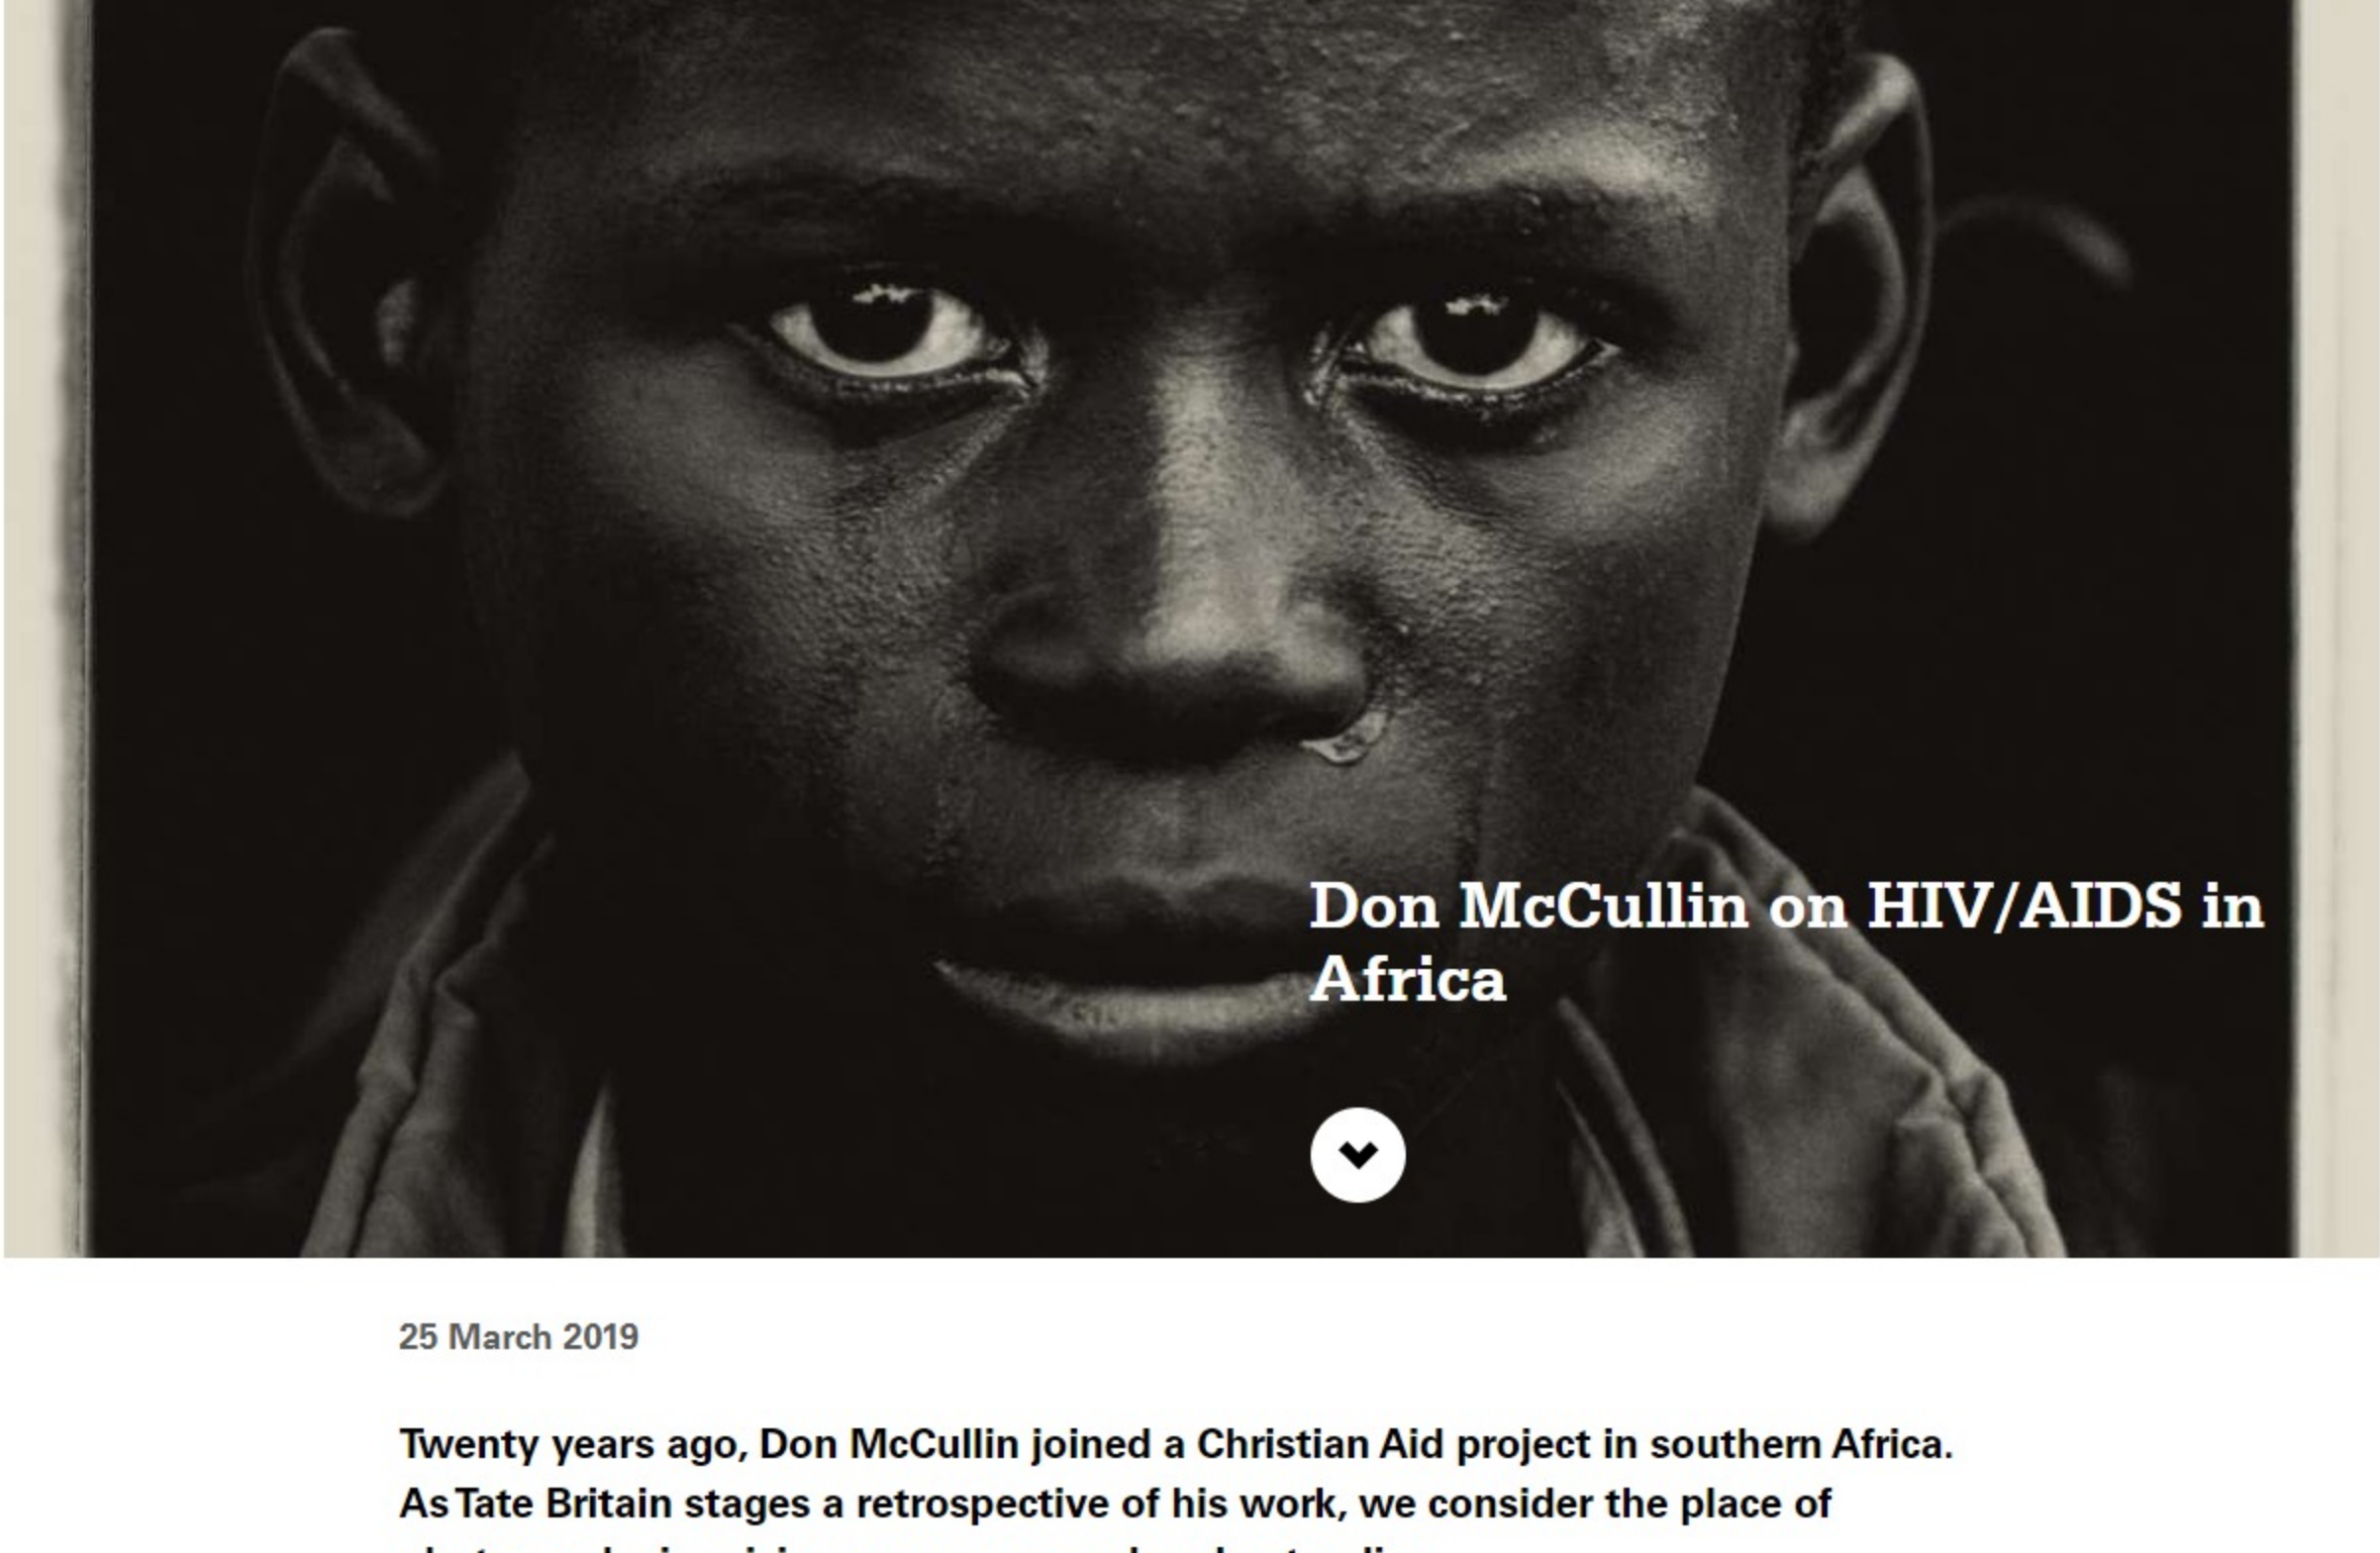 Don McCullin on HIV/AIDS in
Africa
25 March 2019
Twenty years ago, Don McCullin joined a Christian Aid project in southern Africa.
As Tate Britain stages a retrospective of his work, we consider the place of